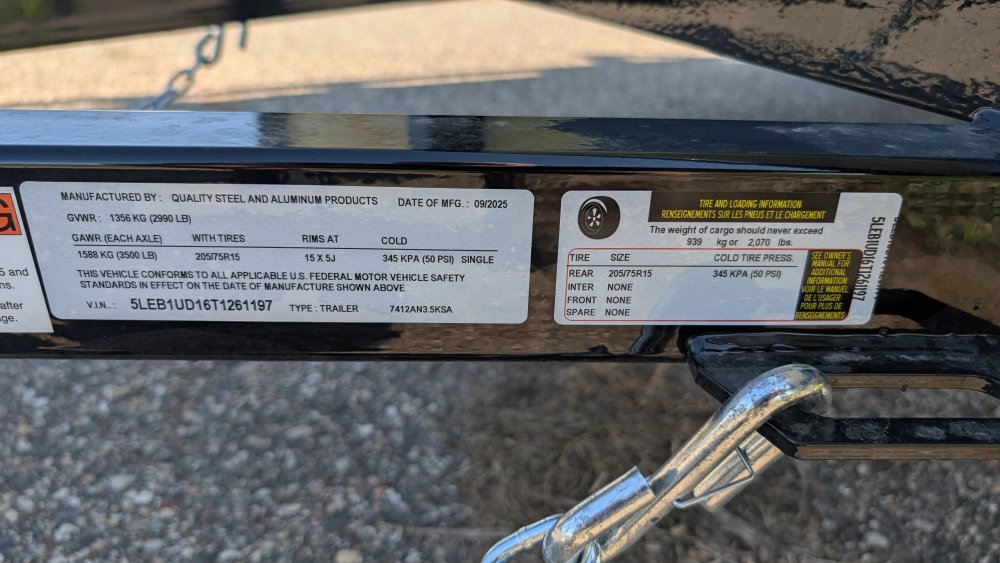 G
5 and
ns.
after
ge.
MANUFACTURED BY : QUALITY STEEL AND ALUMINUM PRODUCTS DATE OF MFG. : 09/2025
GVWR : 1356 KG (2990 LB)
GAWR (EACH AXLE) WITH TIRES RIMS AT COLD
1588 KG (3500 LB) 205/75R15 15 X 5J 345 KPA (50 PSI) SINGLE
THIS VEHICLE CONFORMS TO ALL APPLICABLE U.S. FEDERAL MOTOR VEHICLE SAFETY
STANDARDS IN EFFECT ON THE DATE OF MANUFACTURE SHOWN ABOVE
V.I.N. : 5LEB1UD16T1261197 TYPE : TRAILER 7412AN3.5KSA
TIRE AND LOADING INFORMATION
RENSEIGNEMENTS SUR LES PNEUS ET LE CHARGEMENT
The weight of cargo should never exceed
939 kg or 2,070 lbs.
TIRE SIZE COLD TIRE PRESS.
REAR 205/75R15 345 KPA (50 PSI)
INTER NONE
FRONT NONE
SPARE NONE
SEE OWNER'S
MANUAL FOR
ADDITIONAL
INFORMATION
VOIR LE MANUEL
DE L'USAGER
POUR PLUS DE
RENSEIGNEMENTS
5LEB1UD16T1261197